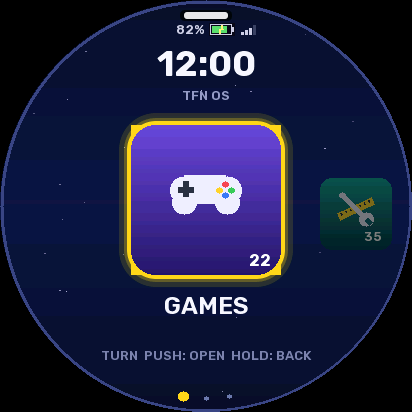 82%
12:00
TFN OS
22
35
GAMES
TURN PUSH: OPEN HOLD: BACK